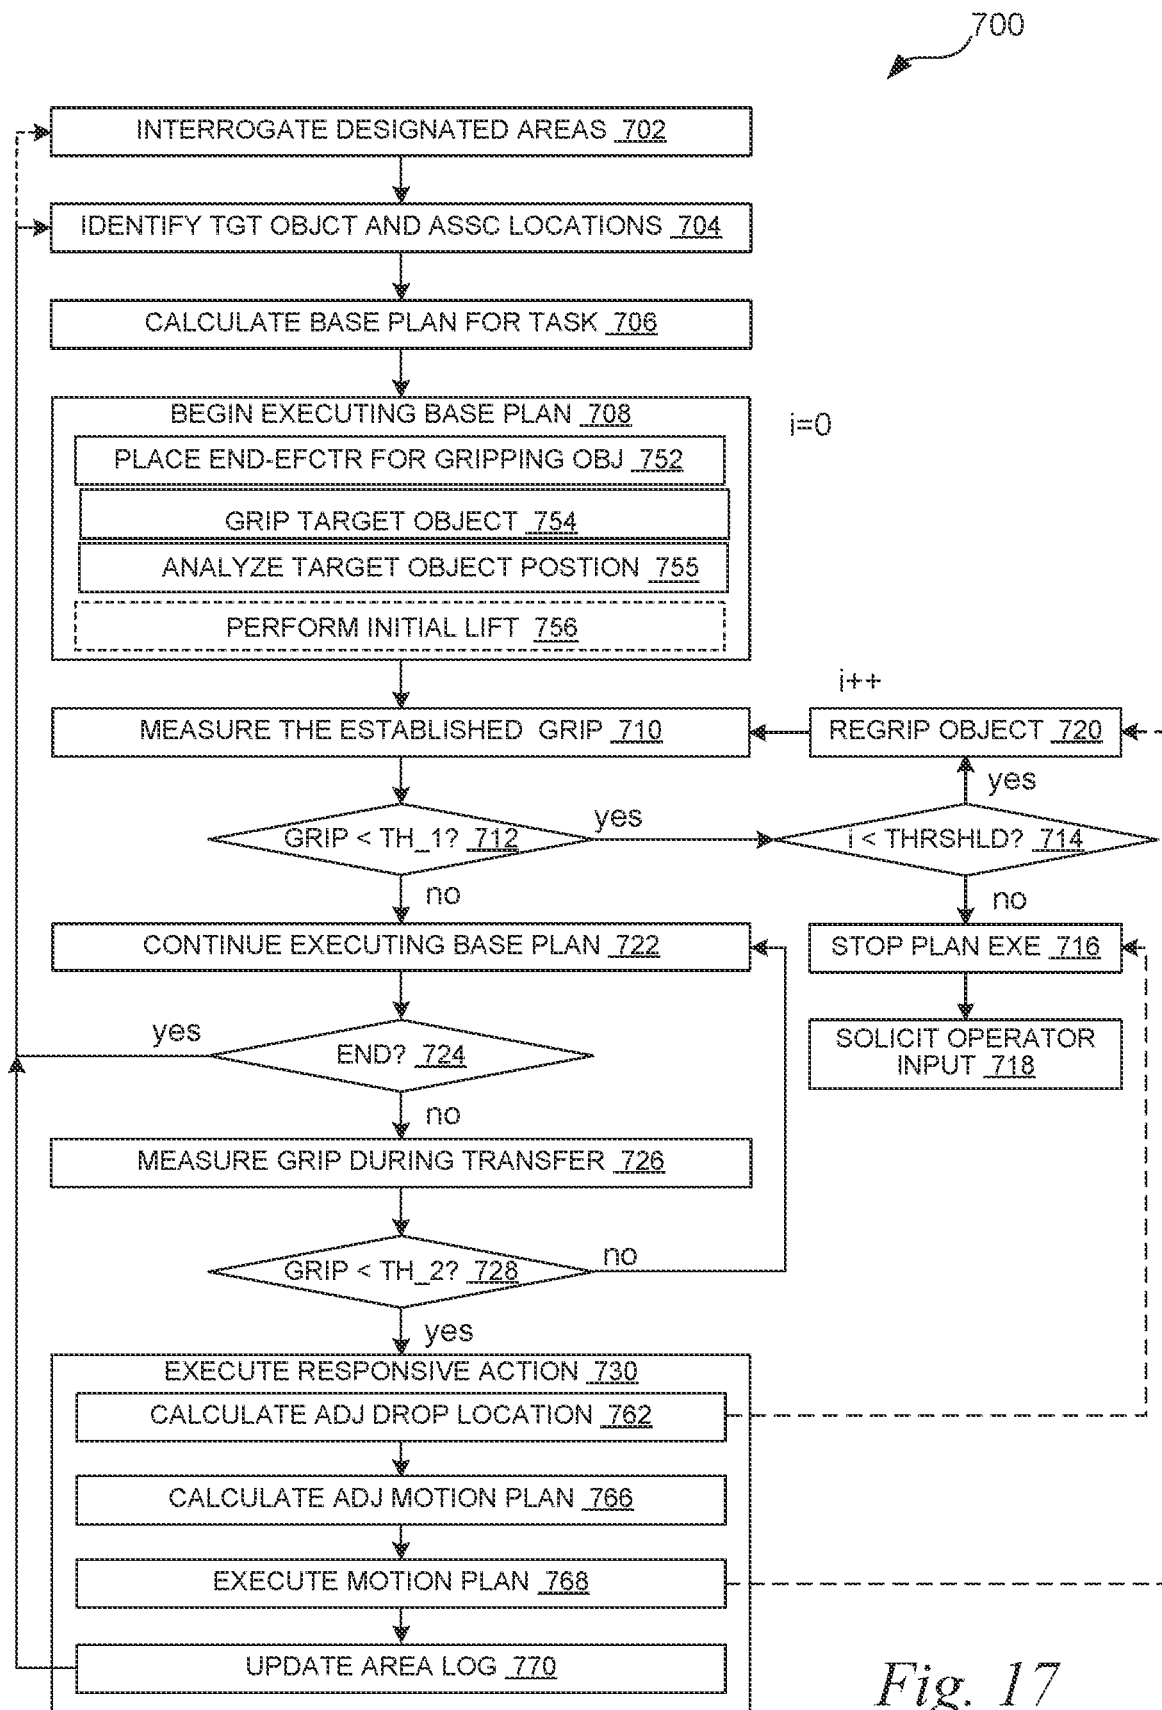 700
INTERROGATE DESIGNATED AREAS 702
IDENTIFY TGT OBJCT AND ASSC LOCATIONS 704
CALCULATE BASE PLAN FOR TASK 706
BEGIN EXECUTING BASE PLAN 708
i=0
PLACE END-EFCTR FOR GRIPPING OBJ 752
GRIP TARGET OBJECT 754
ANALYZE TARGET OBJECT POSTION 755
PERFORM INITIAL LIFT 756
i++
MEASURE THE ESTABLISHED GRIP 710
REGRIP OBJECT 720
yes
GRIP < TH_1? 712
yes
i < THRSHLD? 714
no
no
CONTINUE EXECUTING BASE PLAN 722
STOP PLAN EXE 716
yes
END? 724
SOLICIT OPERATOR
INPUT 718
no
MEASURE GRIP DURING TRANSFER 726
GRIP < TH_2? 728
no
yes
EXECUTE RESPONSIVE ACTION 730
CALCULATE ADJ DROP LOCATION 762
CALCULATE ADJ MOTION PLAN 766
EXECUTE MOTION PLAN 768
UPDATE AREA LOG 770
Fig. 17